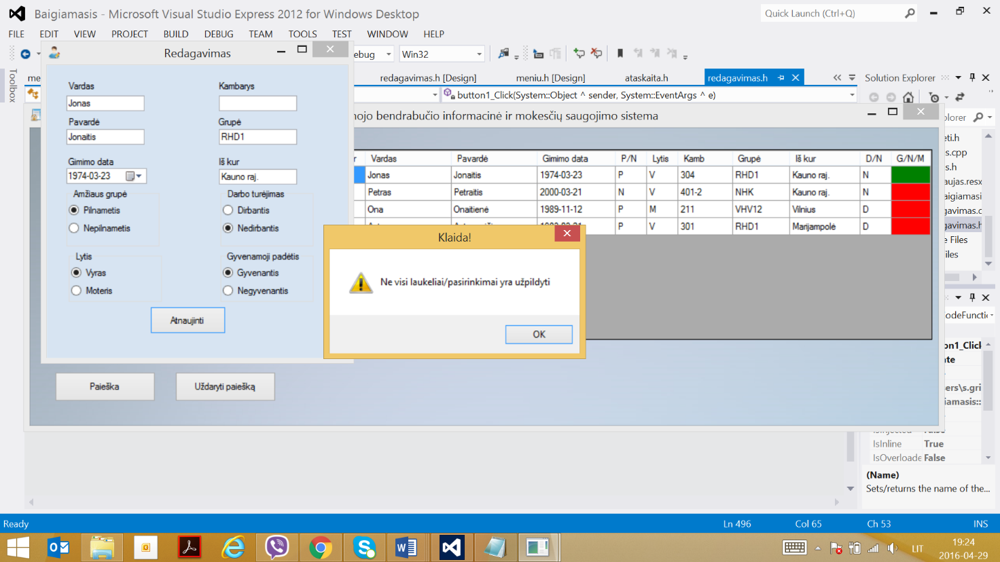 Baigiamasis - Microsoft Visual Studio Express 2012 for Windows Desktop
Quick Launch (Ctrl+Q)
FILE EDIT VIEW PROJECT BUILD DEBUG TEAM TOOLS TEST WINDOW HELP
Redagavimas
ebug
Win32
Toolbox
me
redagavimas.h [Design]
meniu.h [Design]
ataskaita.h
redagavimas.h
Solution Explorer
button1_Click(System::Object ^ sender, System::EventArgs ^ e)
nojo bendrabučio informacinė ir mokesčių saugojimo sistema
plorer
Vardas
Jonas
Kambarys
Pavardė
Jonaitis
Grupė
RHD1
Gimimo data
1974-03-23
Iš kur
Kauno raj.
Amžiaus grupė
Pilnametis
Nepilnametis
Darbo turėjimas
Dirbantis
Nedirbantis
Lytis
Vyras
Moteris
Gyvenamoji padėtis
Gyvenantis
Negyvenantis
Atnaujinti
r Vardas Pavardė Gimimo data P/N Lytis Kamb Grupė Iš kur D/N G/N/M
Jonas Jonaitis 1974-03-23 P V 304 RHD1 Kauno raj. N
Petras Petraitis 2000-03-21 N V 401-2 NHK Kauno raj. N
Ona Onaitienė 1989-11-12 P M 211 VHV12 Vilnius D
P V 301 RHD1 Marijampolė D
Klaida!
Ne visi laukeliai/pasirinkimai yra užpildyti
OK
Paieška
Uždaryti paiešką
eti.h
s.cpp
s.h
aujas.resx
aigiamasi
gavimas.c
gavimas.h
e Files
iles
odeFunctio
on1_Click
ate
ers\s.gri
iamasis::
IsInjected False
IsInline True
IsOverloade False
(Name)
Sets/returns the name of the...
Ready
Ln 496
Col 65
Ch 53
INS
LIT
19:24
2016-04-29